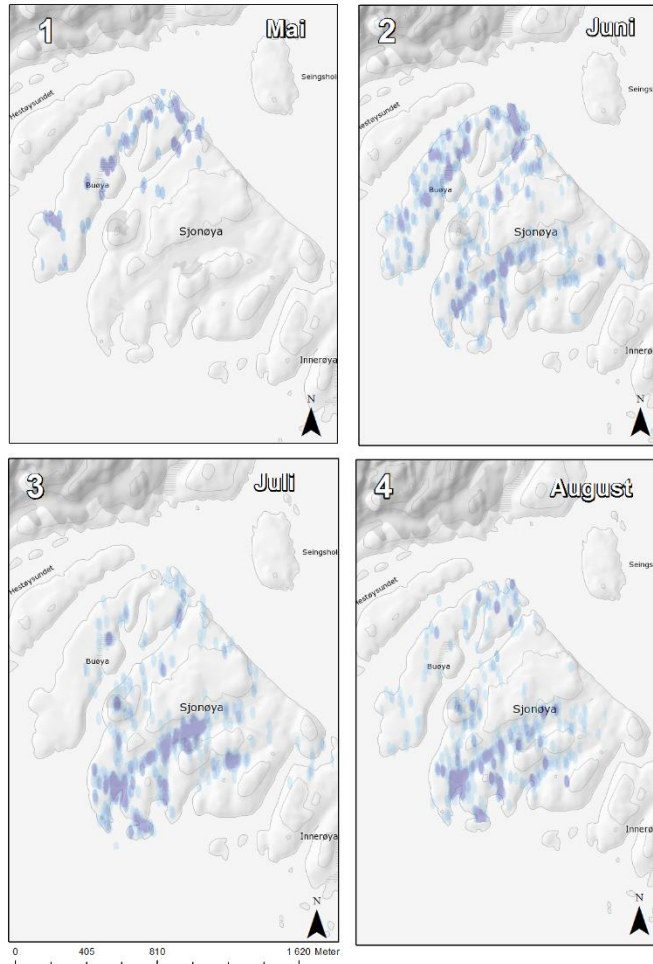 1
Mai
Seingshol
Hestøysundet
Buøya
Sjonøya
Innerøya
N
2
Juni
Seings
Hestøysundet
Buøya
Sjonøya
Innerø
N
3
Juli
Seingshol
Hestøysundet
Buøya
Sjonøya
Innerøya
N
4
August
Seings
Hestøysundet
Buøya
Sjonøya
Innerø
N
0 405 810 1 620 Meter